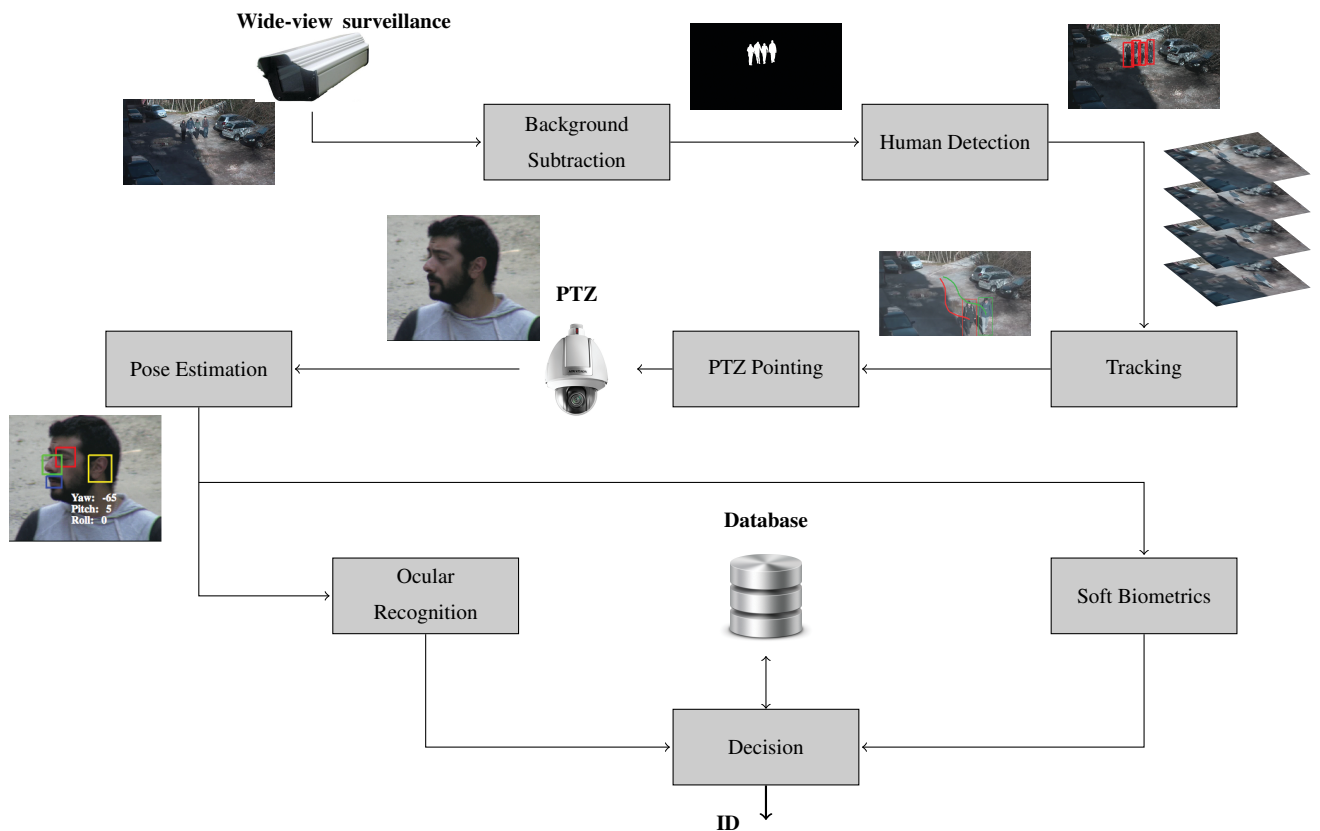 Wide-view surveillance
Background
Subtraction
Human Detection
PTZ
Pose Estimation
PTZ Pointing
Tracking
Yaw: -65
Pitch: 5
Roll: 0
Database
Ocular
Recognition
Soft Biometrics
Decision
ID